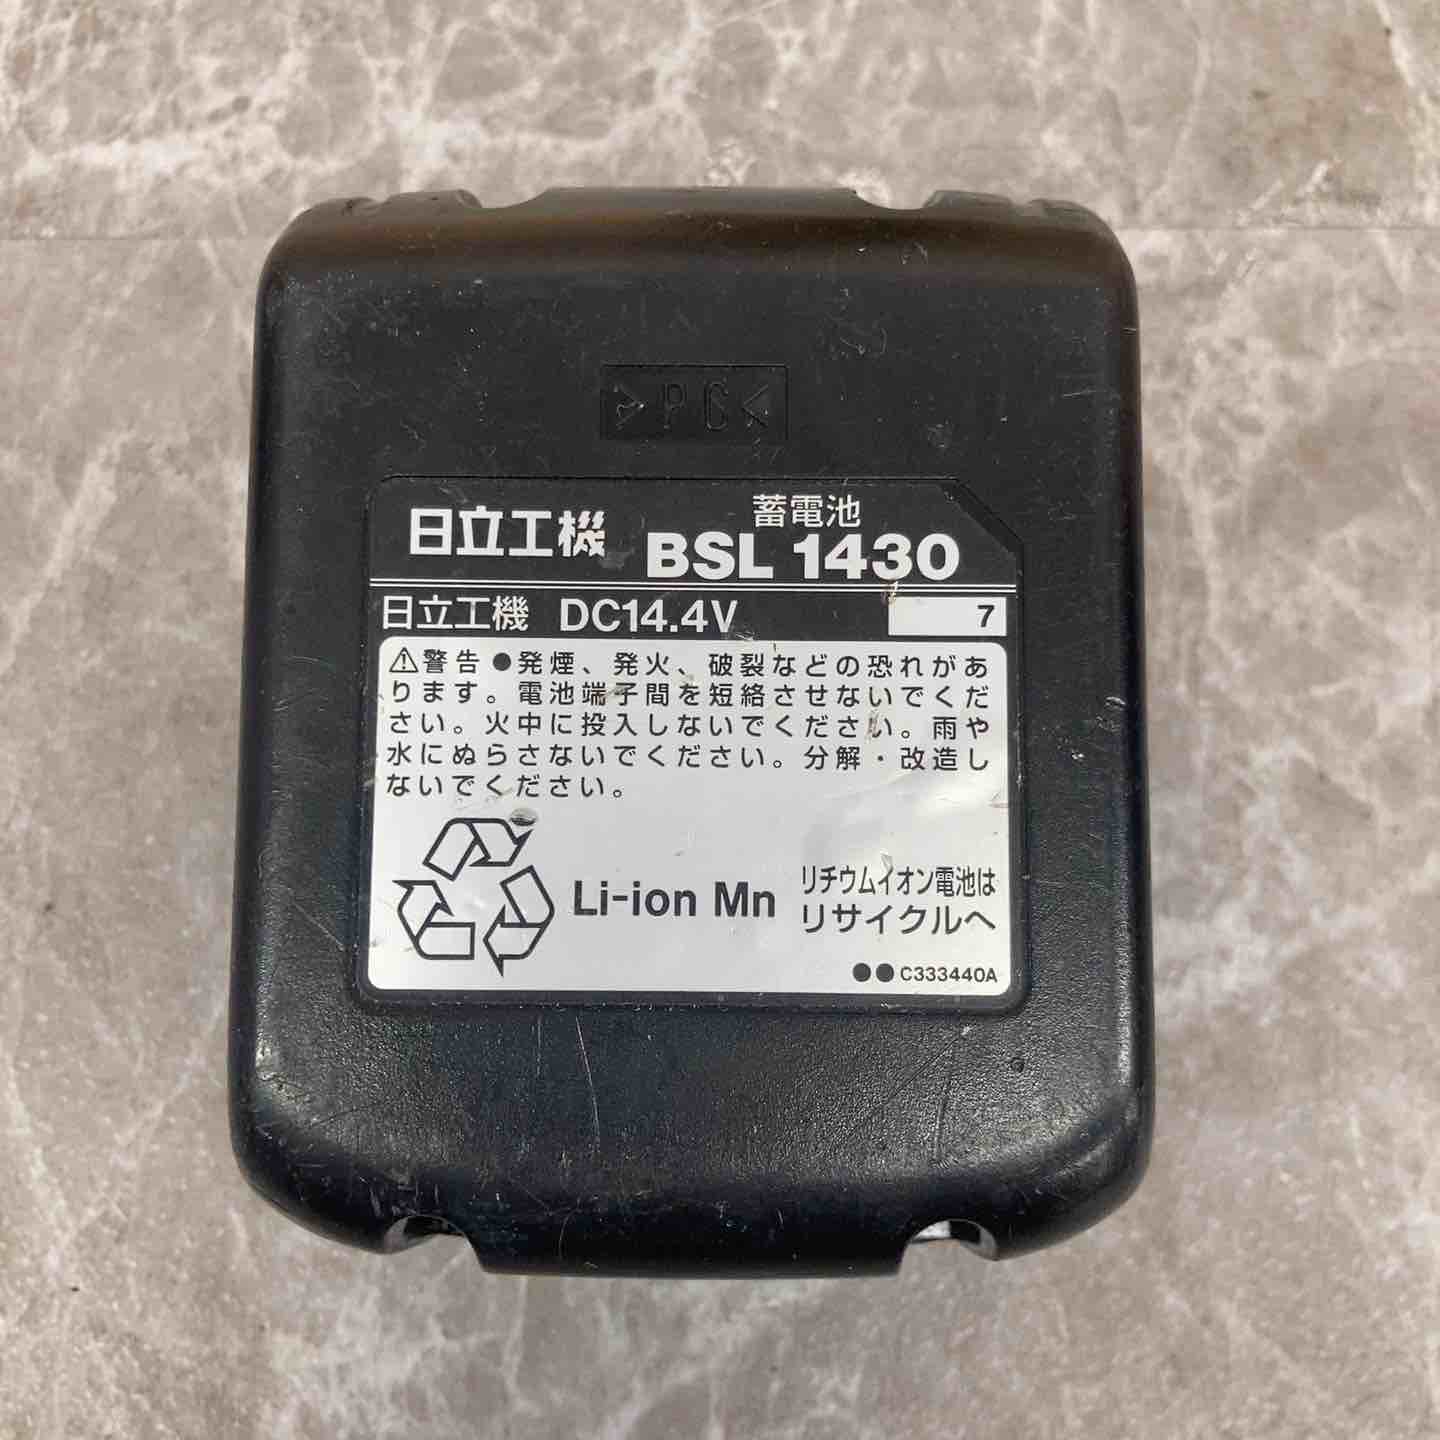 >PC<
日立工機
蓄電池
BSL 1430
日立工機 DC14.4V
7
⚠警告 ●発煙、発火、破裂などの恐れがあ
ります。電池端子間を短絡させないでくだ
さい。火中に投入しないでください。雨や
水にぬらさないでください。分解・改造し
ないでください。
Li-ion Mn
リチウムイオン電池は
リサイクルへ
●●C333440A